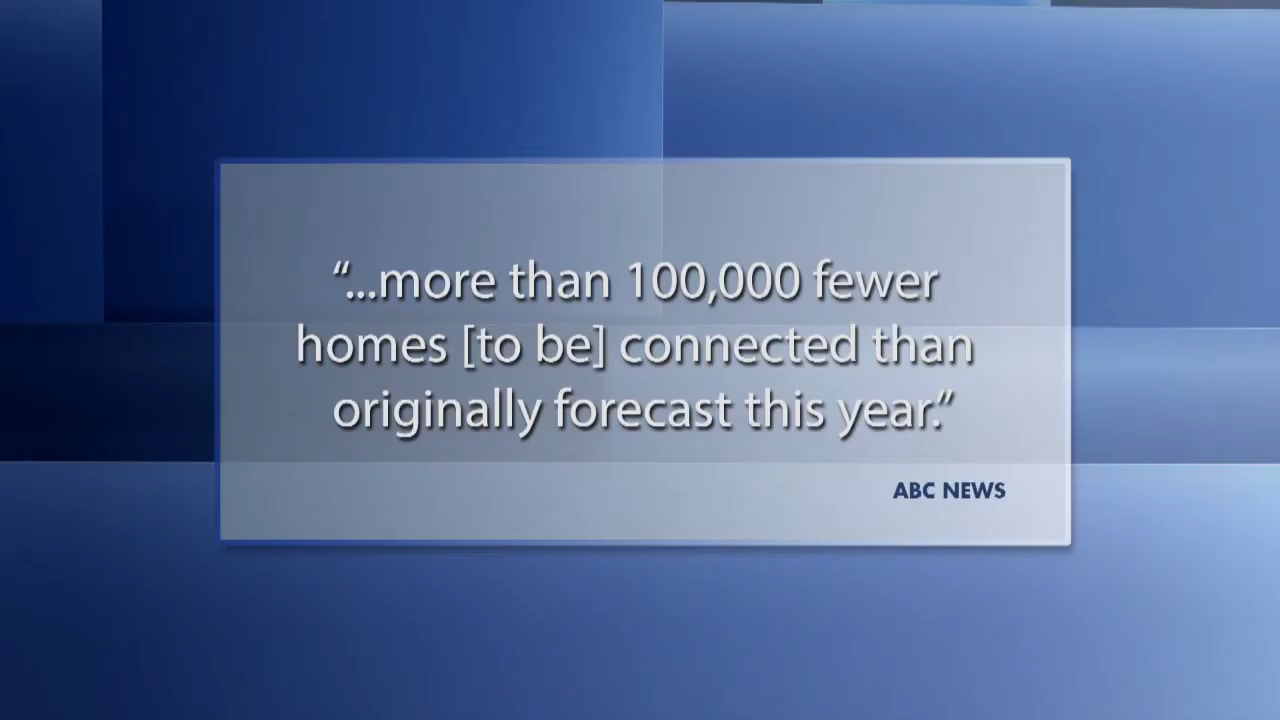 “...more than 100,000 fewer
homes [to be] connected than
originally forecast this year.”
ABC NEWS